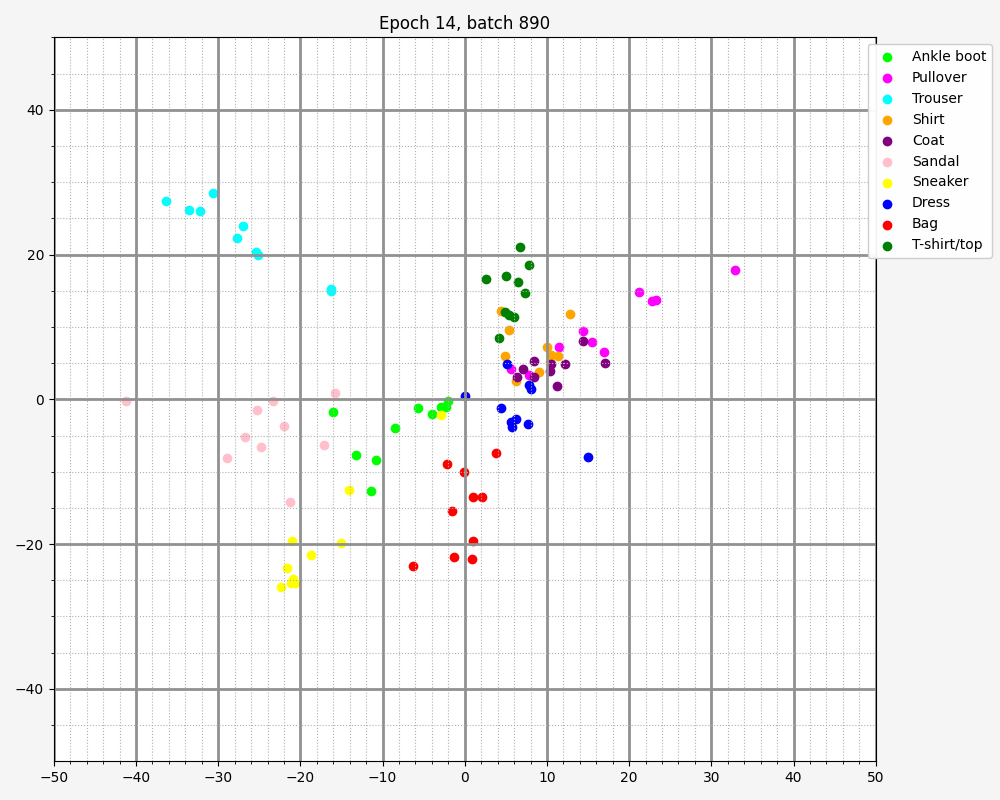 Epoch 14, batch 890
Ankle boot
Pullover
Trouser
Shirt
Coat
Sandal
Sneaker
Dress
Bag
T-shirt/top
40
20
0
−20
−40
−50 −40 −30 −20 −10 0 10 20 30 40 50